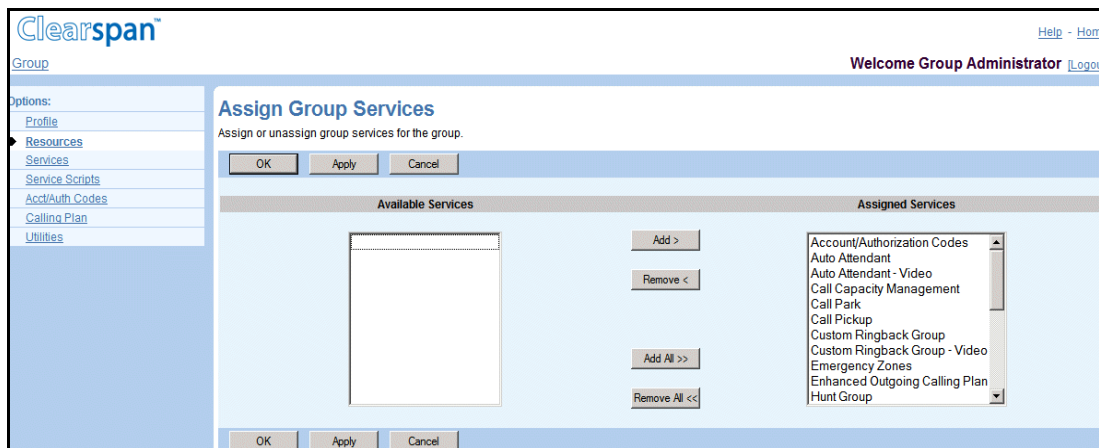 Clearspan™
Help - Hom
Group
Welcome Group Administrator [Logou
Options:
Profile
Resources
Services
Service Scripts
Acct/Auth Codes
Calling Plan
Utilities
Assign Group Services
Assign or unassign group services for the group.
OK Apply Cancel
Available Services Assigned Services
Add >
Remove <
Add All >>
Remove All <<
Account/Authorization Codes
Auto Attendant
Auto Attendant - Video
Call Capacity Management
Call Park
Call Pickup
Custom Ringback Group
Custom Ringback Group - Video
Emergency Zones
Enhanced Outgoing Calling Plan
Hunt Group
OK Apply Cancel